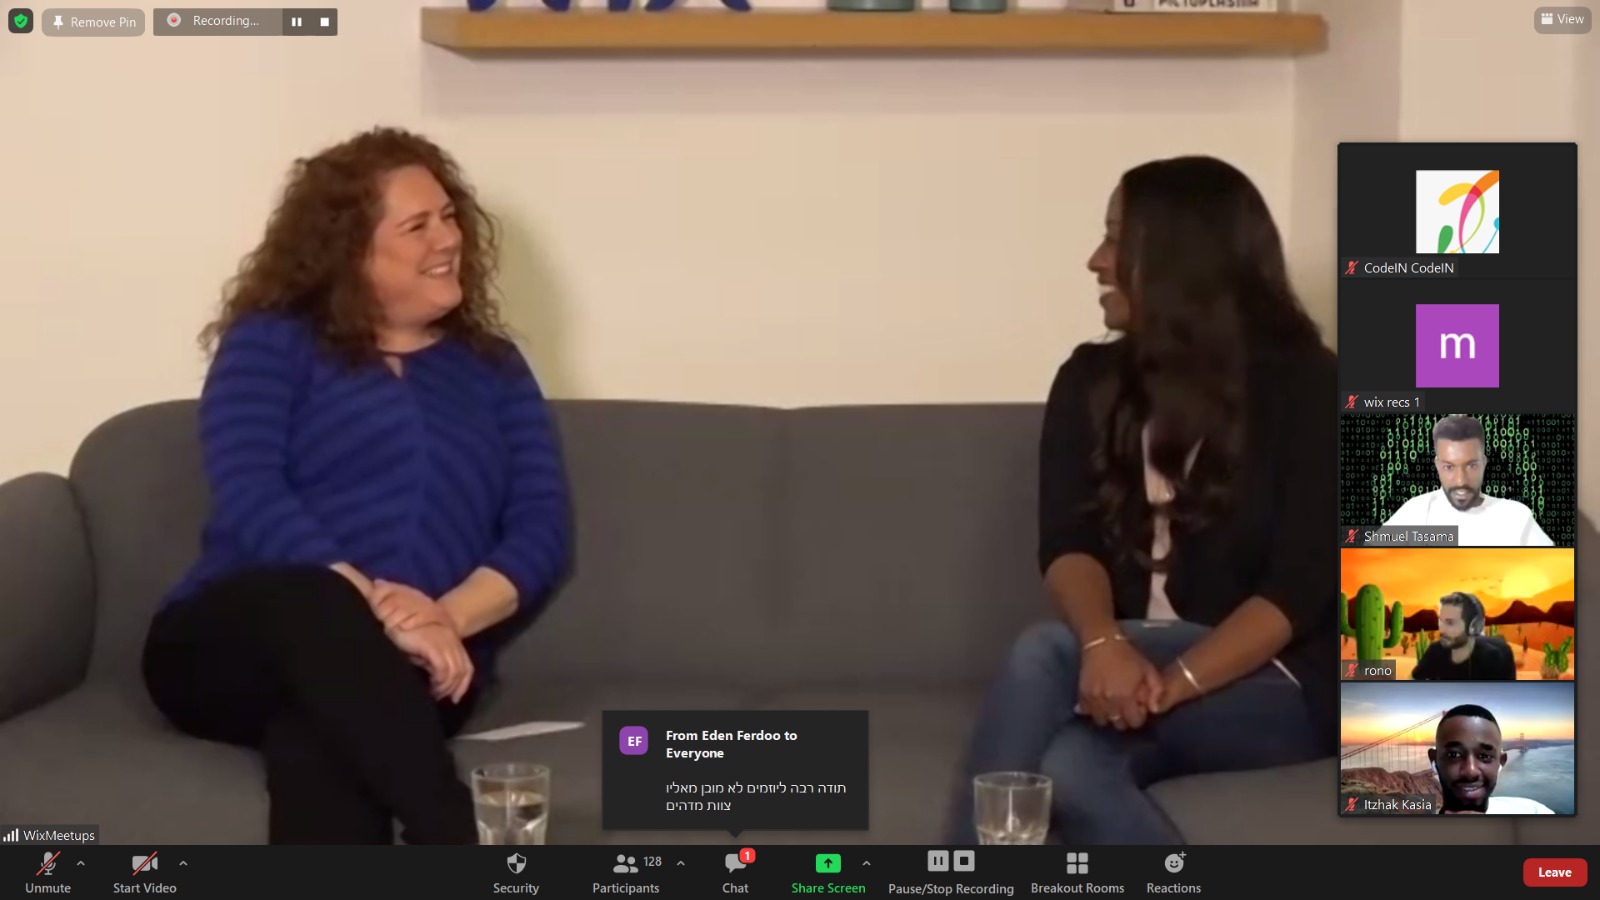 Remove Pin
Recording...
View
PICTOPLASMA
CodeIN CodeIN
m
wix recs 1
Shmuel Tasama
rono
Itzhak Kasia
EF
From Eden Ferdoo to
Everyone
תודה רבה ליוזמים לא מובן מאליו
צוות מדהים
WixMeetups
Unmute
Start Video
Security
128
Participants
1
Chat
Share Screen
Pause/Stop Recording
Breakout Rooms
Reactions
Leave